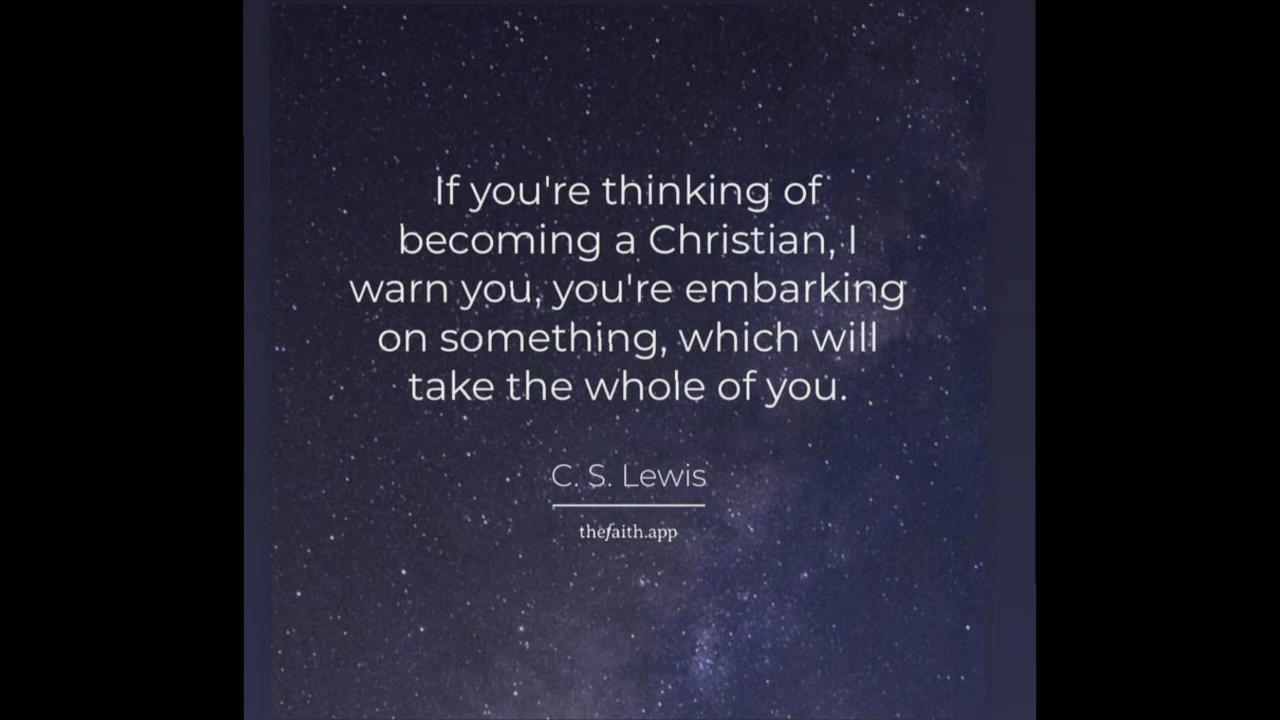 If you're thinking of
becoming a Christian, I
warn you, you're embarking
on something, which will
take the whole of you.
C. S. Lewis
thefaith.app